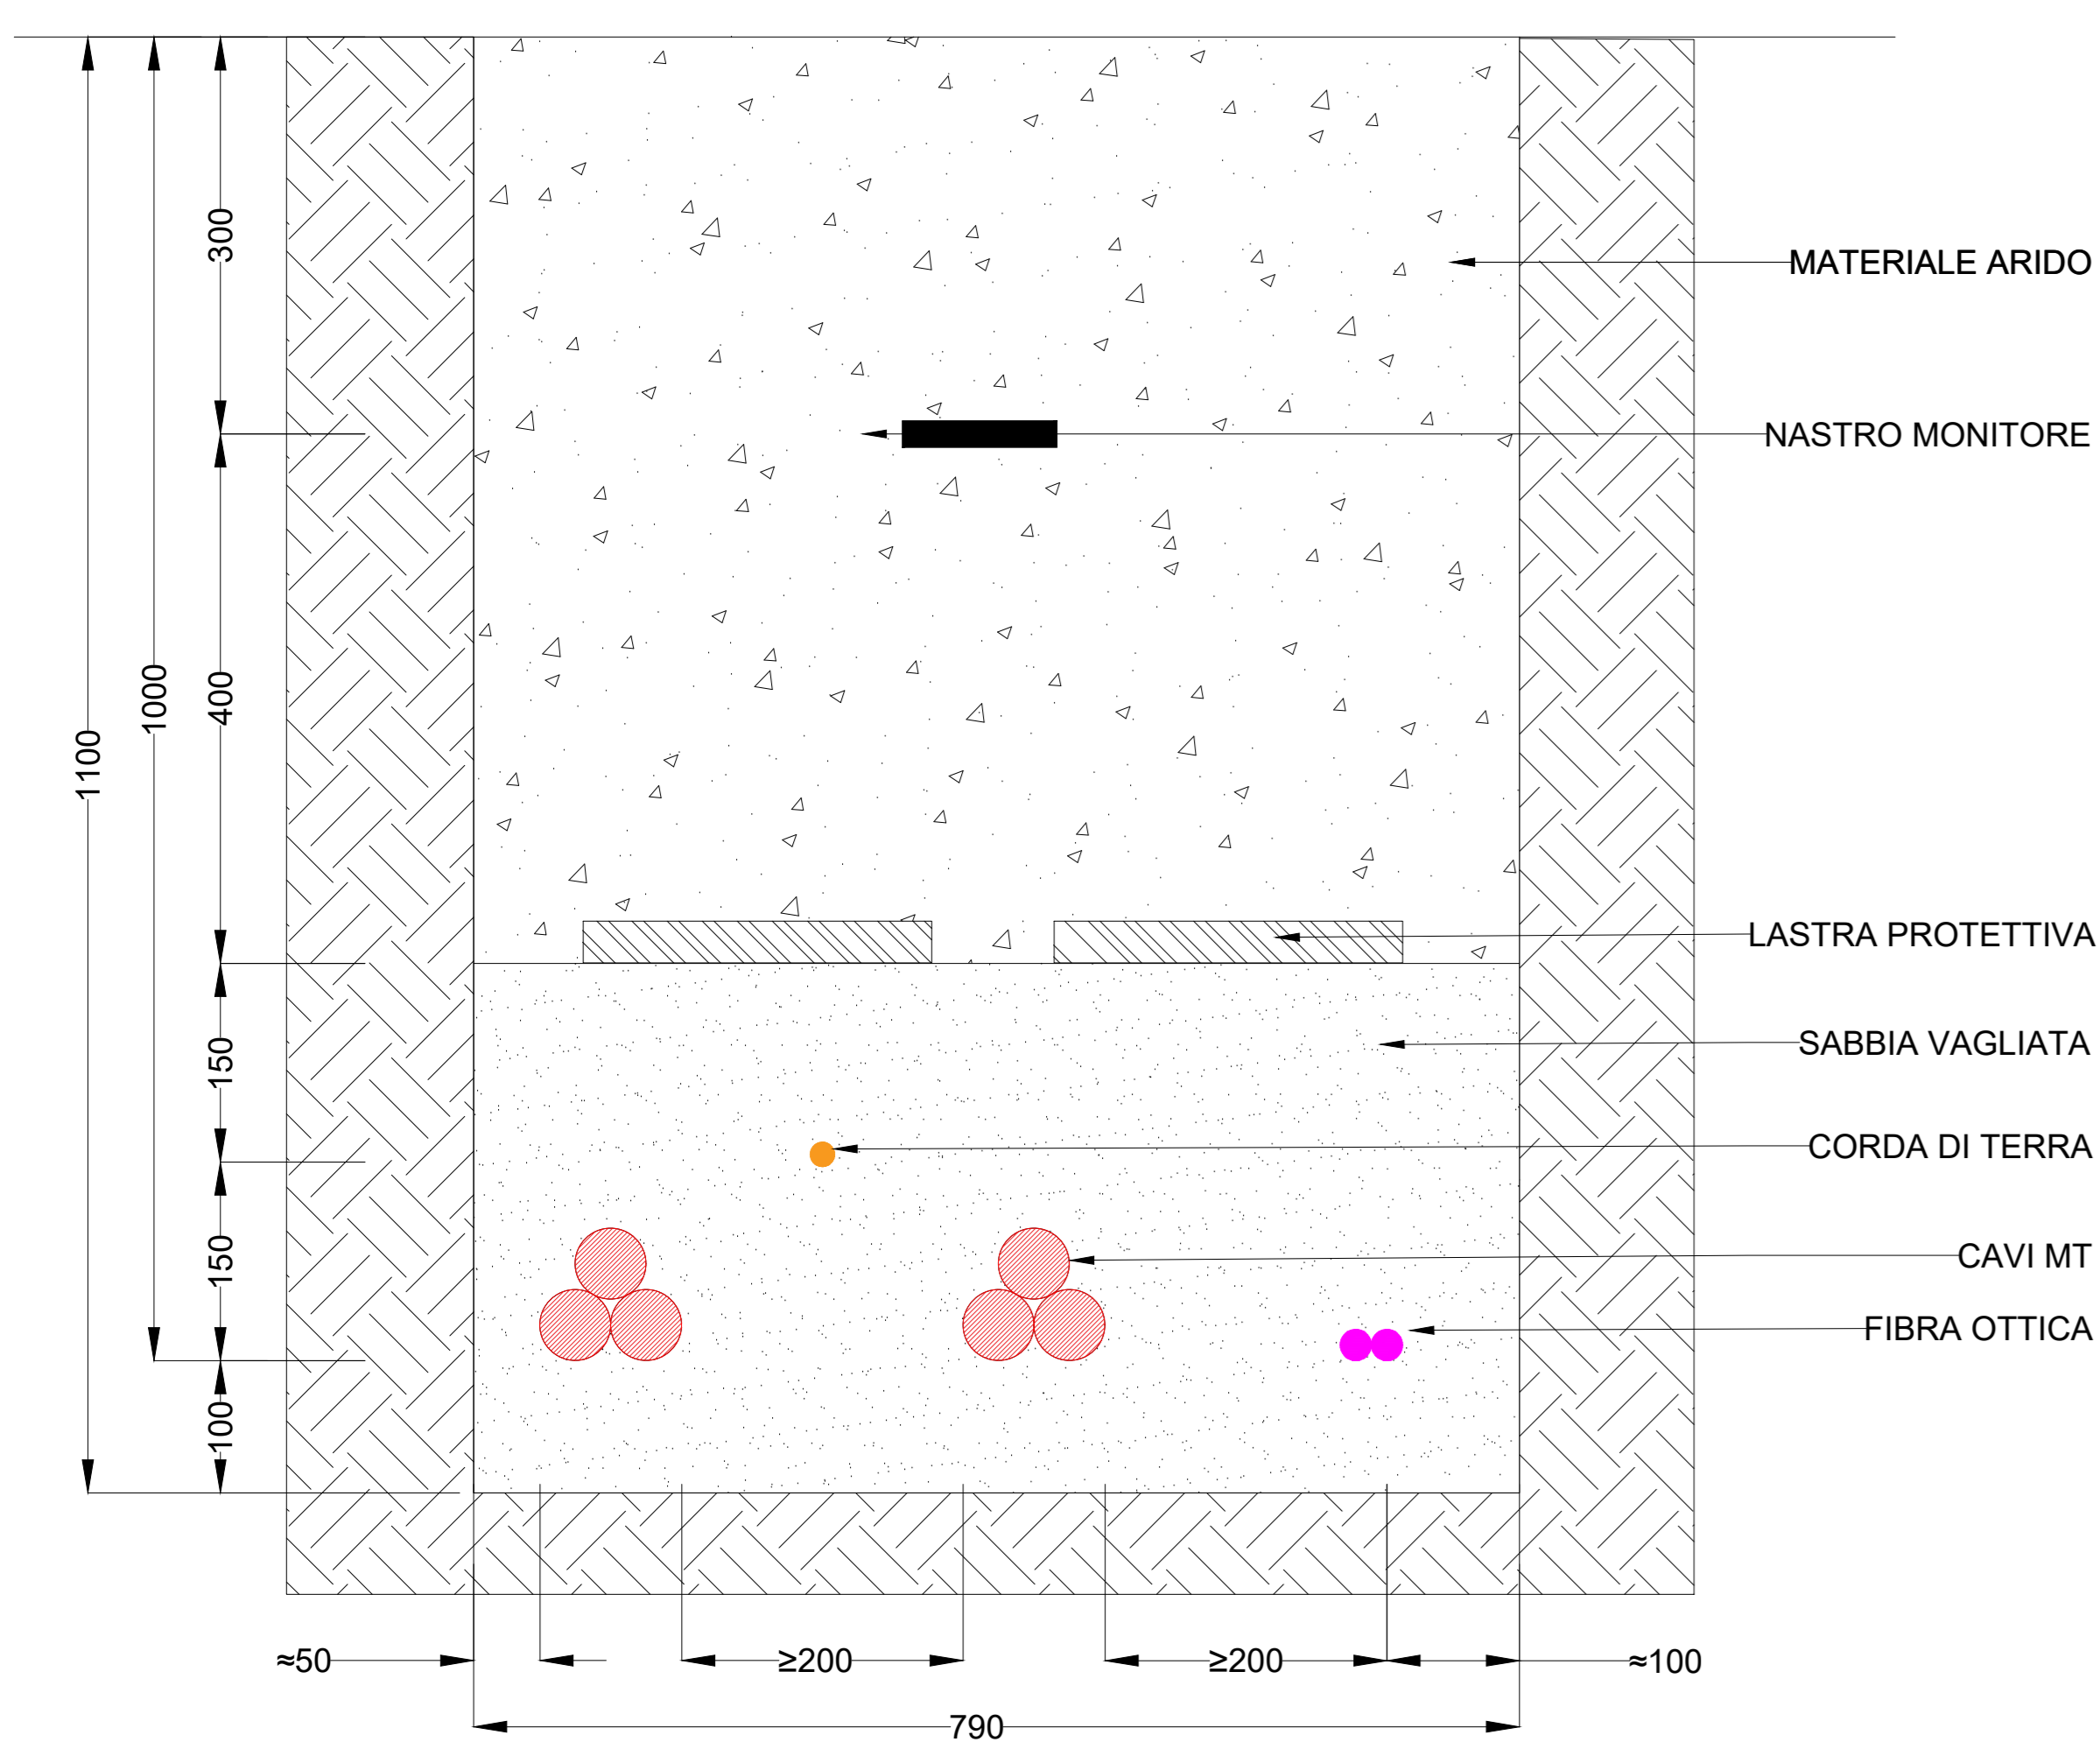 300
MATERIALE ARIDO
NASTRO MONITORE
400
1000
1100
LASTRA PROTETTIVA
150
SABBIA VAGLIATA
CORDA DI TERRA
150
CAVI MT
FIBRA OTTICA
100
≈50
≥200
≥200
≈100
790